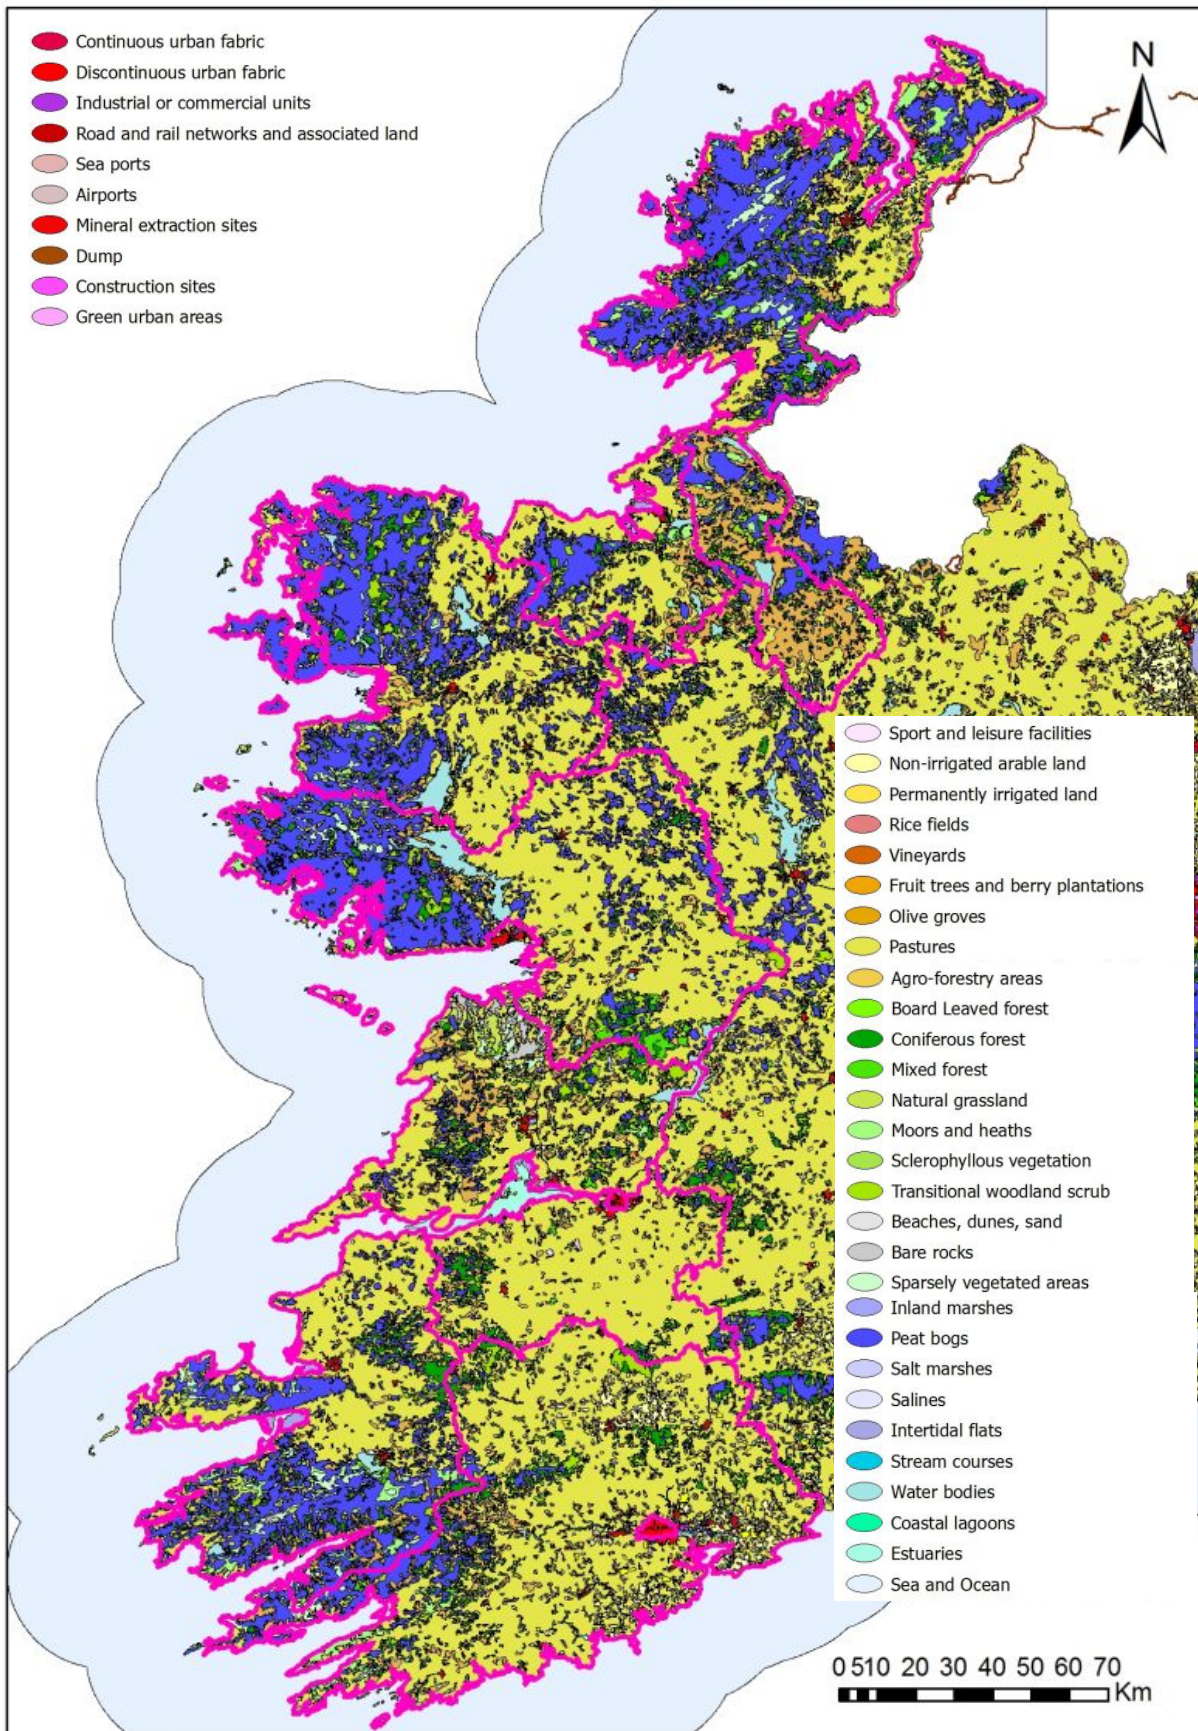 Continuous urban fabric
Discontinuous urban fabric
Industrial or commercial units
Road and rail networks and associated land
Sea ports
Airports
Mineral extraction sites
Dump
Construction sites
Green urban areas
N
Sport and leisure facilities
Non-irrigated arable land
Permanently irrigated land
Rice fields
Vineyards
Fruit trees and berry plantations
Olive groves
Pastures
Agro-forestry areas
Board Leaved forest
Coniferous forest
Mixed forest
Natural grassland
Moors and heaths
Sclerophyllous vegetation
Transitional woodland scrub
Beaches, dunes, sand
Bare rocks
Sparsely vegetated areas
Inland marshes
Peat bogs
Salt marshes
Salines
Intertidal flats
Stream courses
Water bodies
Coastal lagoons
Estuaries
Sea and Ocean
0 510 20 30 40 50 60 70
Km